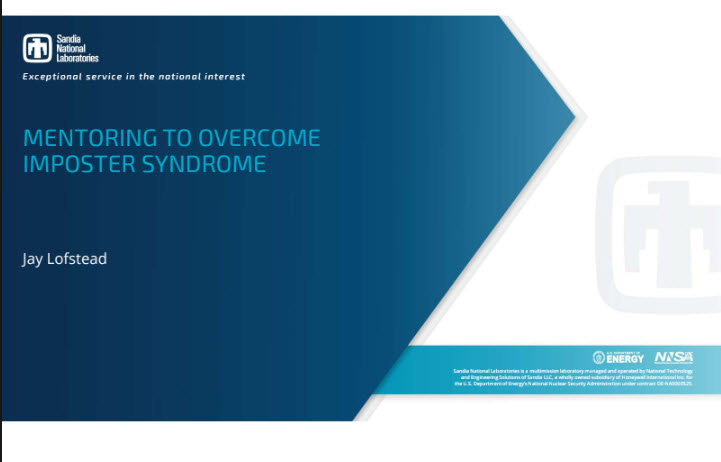 Sandia
National
Laboratories
Exceptional service in the national interest
MENTORING TO OVERCOME
IMPOSTER SYNDROME
Jay Lofstead
U.S. DEPARTMENT OF
ENERGY
NNSA
Sandia National Laboratories is a multimission laboratory managed and operated by National Technology
and Engineering Solutions of Sandia LLC, a wholly owned subsidiary of Honeywell International Inc. for
the U.S. Department of Energy's National Nuclear Security Administration under contract